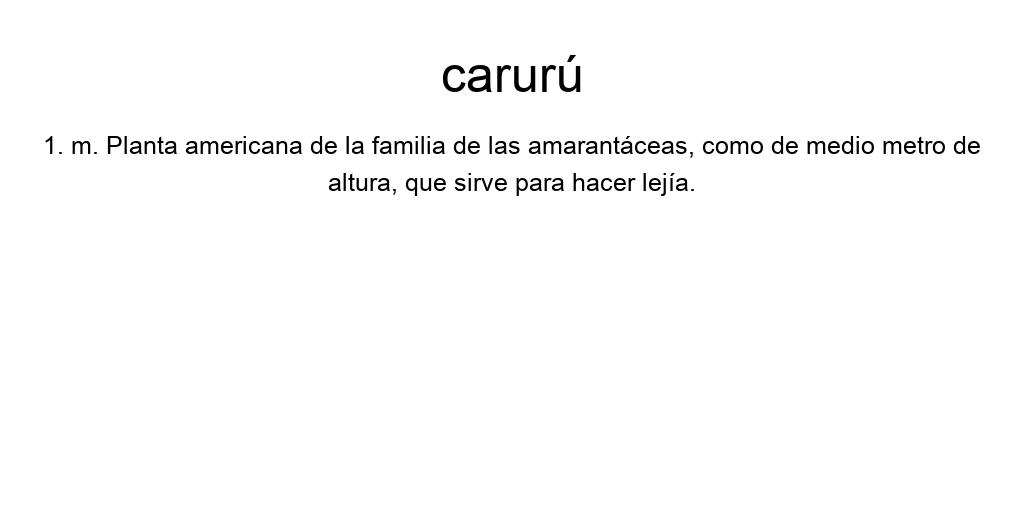 carurú
1. m. Planta americana de la familia de las amarantáceas, como de medio metro de
altura, que sirve para hacer lejía.